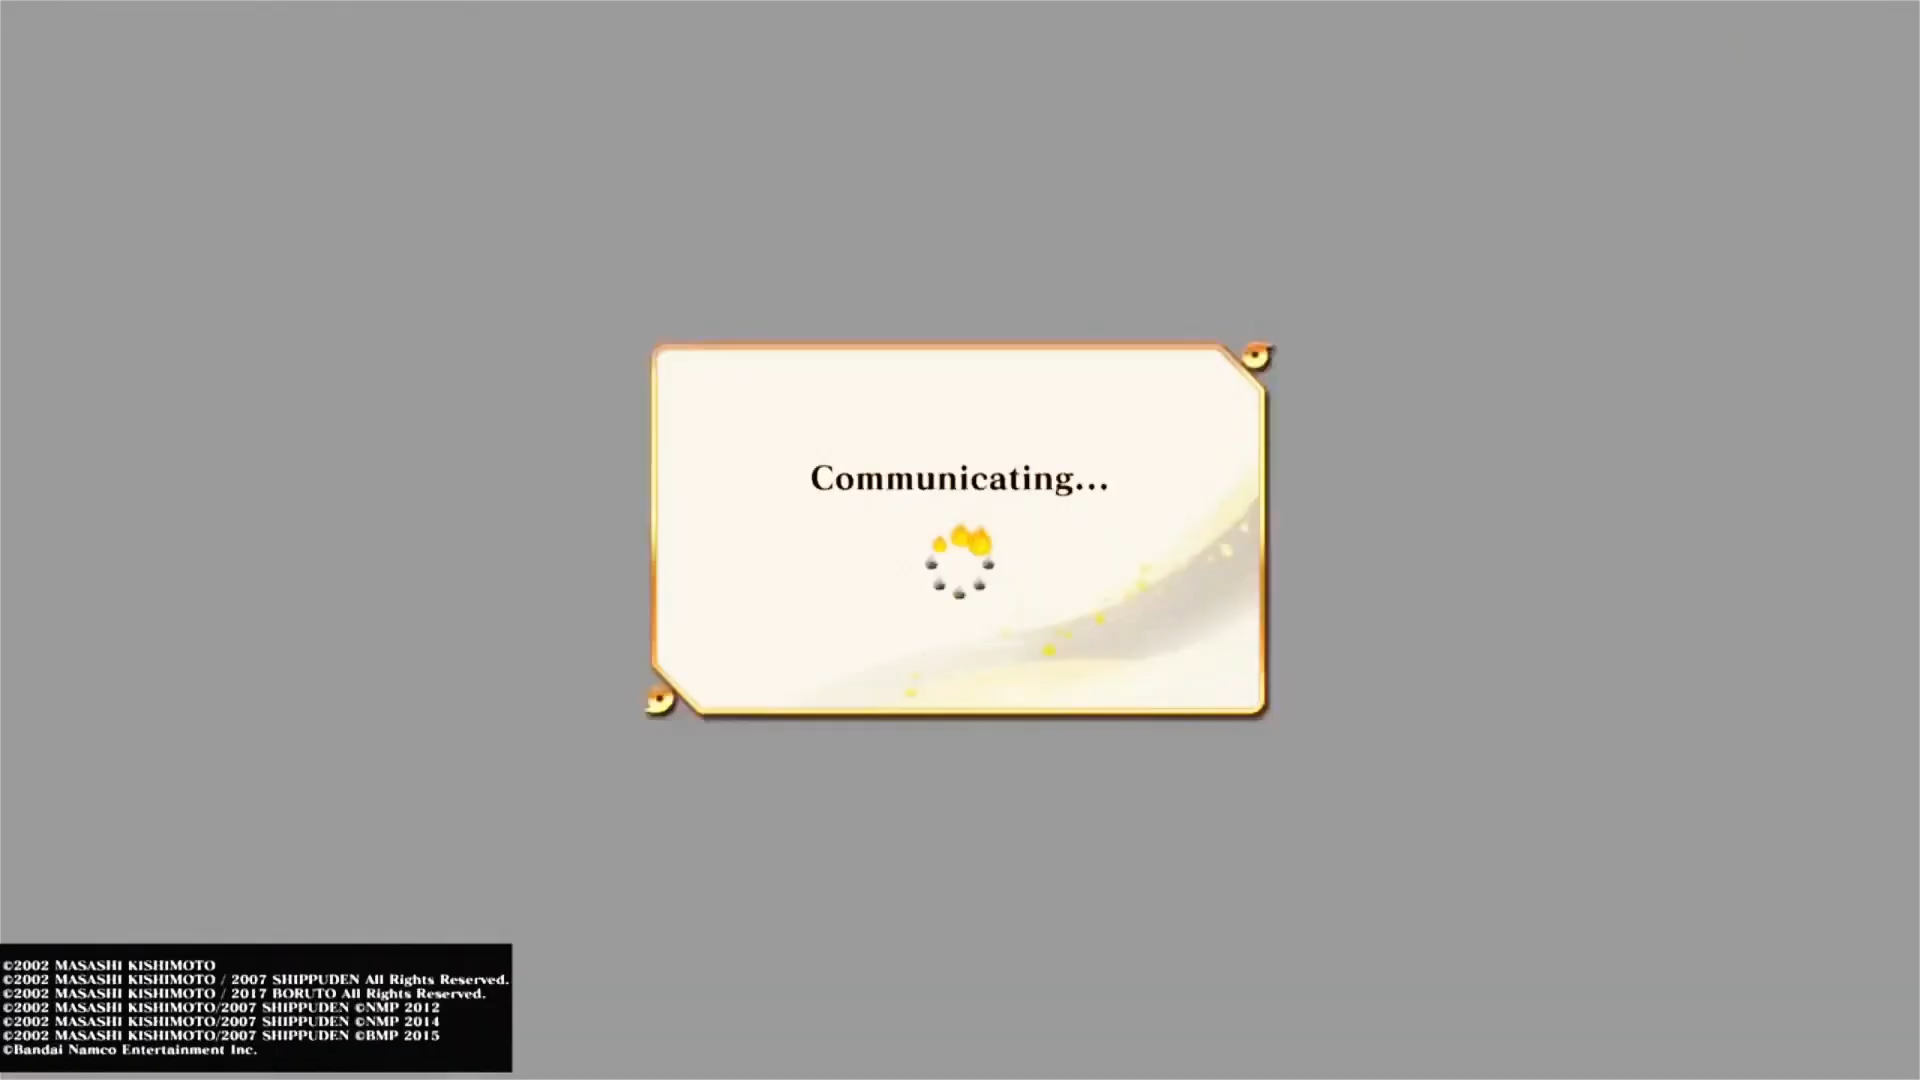 Communicating...
©2002 MASASHI KISHIMOTO
©2002 MASASHI KISHIMOTO / 2007 SHIPPUDEN All Rights Reserved.
©2002 MASASHI KISHIMOTO / 2017 BORUTO All Rights Reserved.
©2002 MASASHI KISHIMOTO/2007 SHIPPUDEN ©NMP 2012
©2002 MASASHI KISHIMOTO/2007 SHIPPUDEN ©NMP 2014
©2002 MASASHI KISHIMOTO/2007 SHIPPUDEN ©BMP 2015
©Bandai Namco Entertainment Inc.